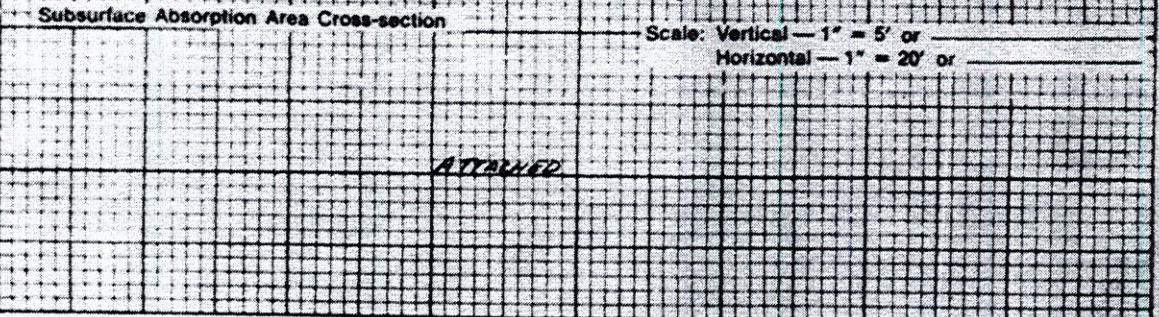 Subsurface Absorption Area Cross-section
Scale: Vertical — 1" = 5' or
Horizontal — 1" = 20' or
ATTACHED